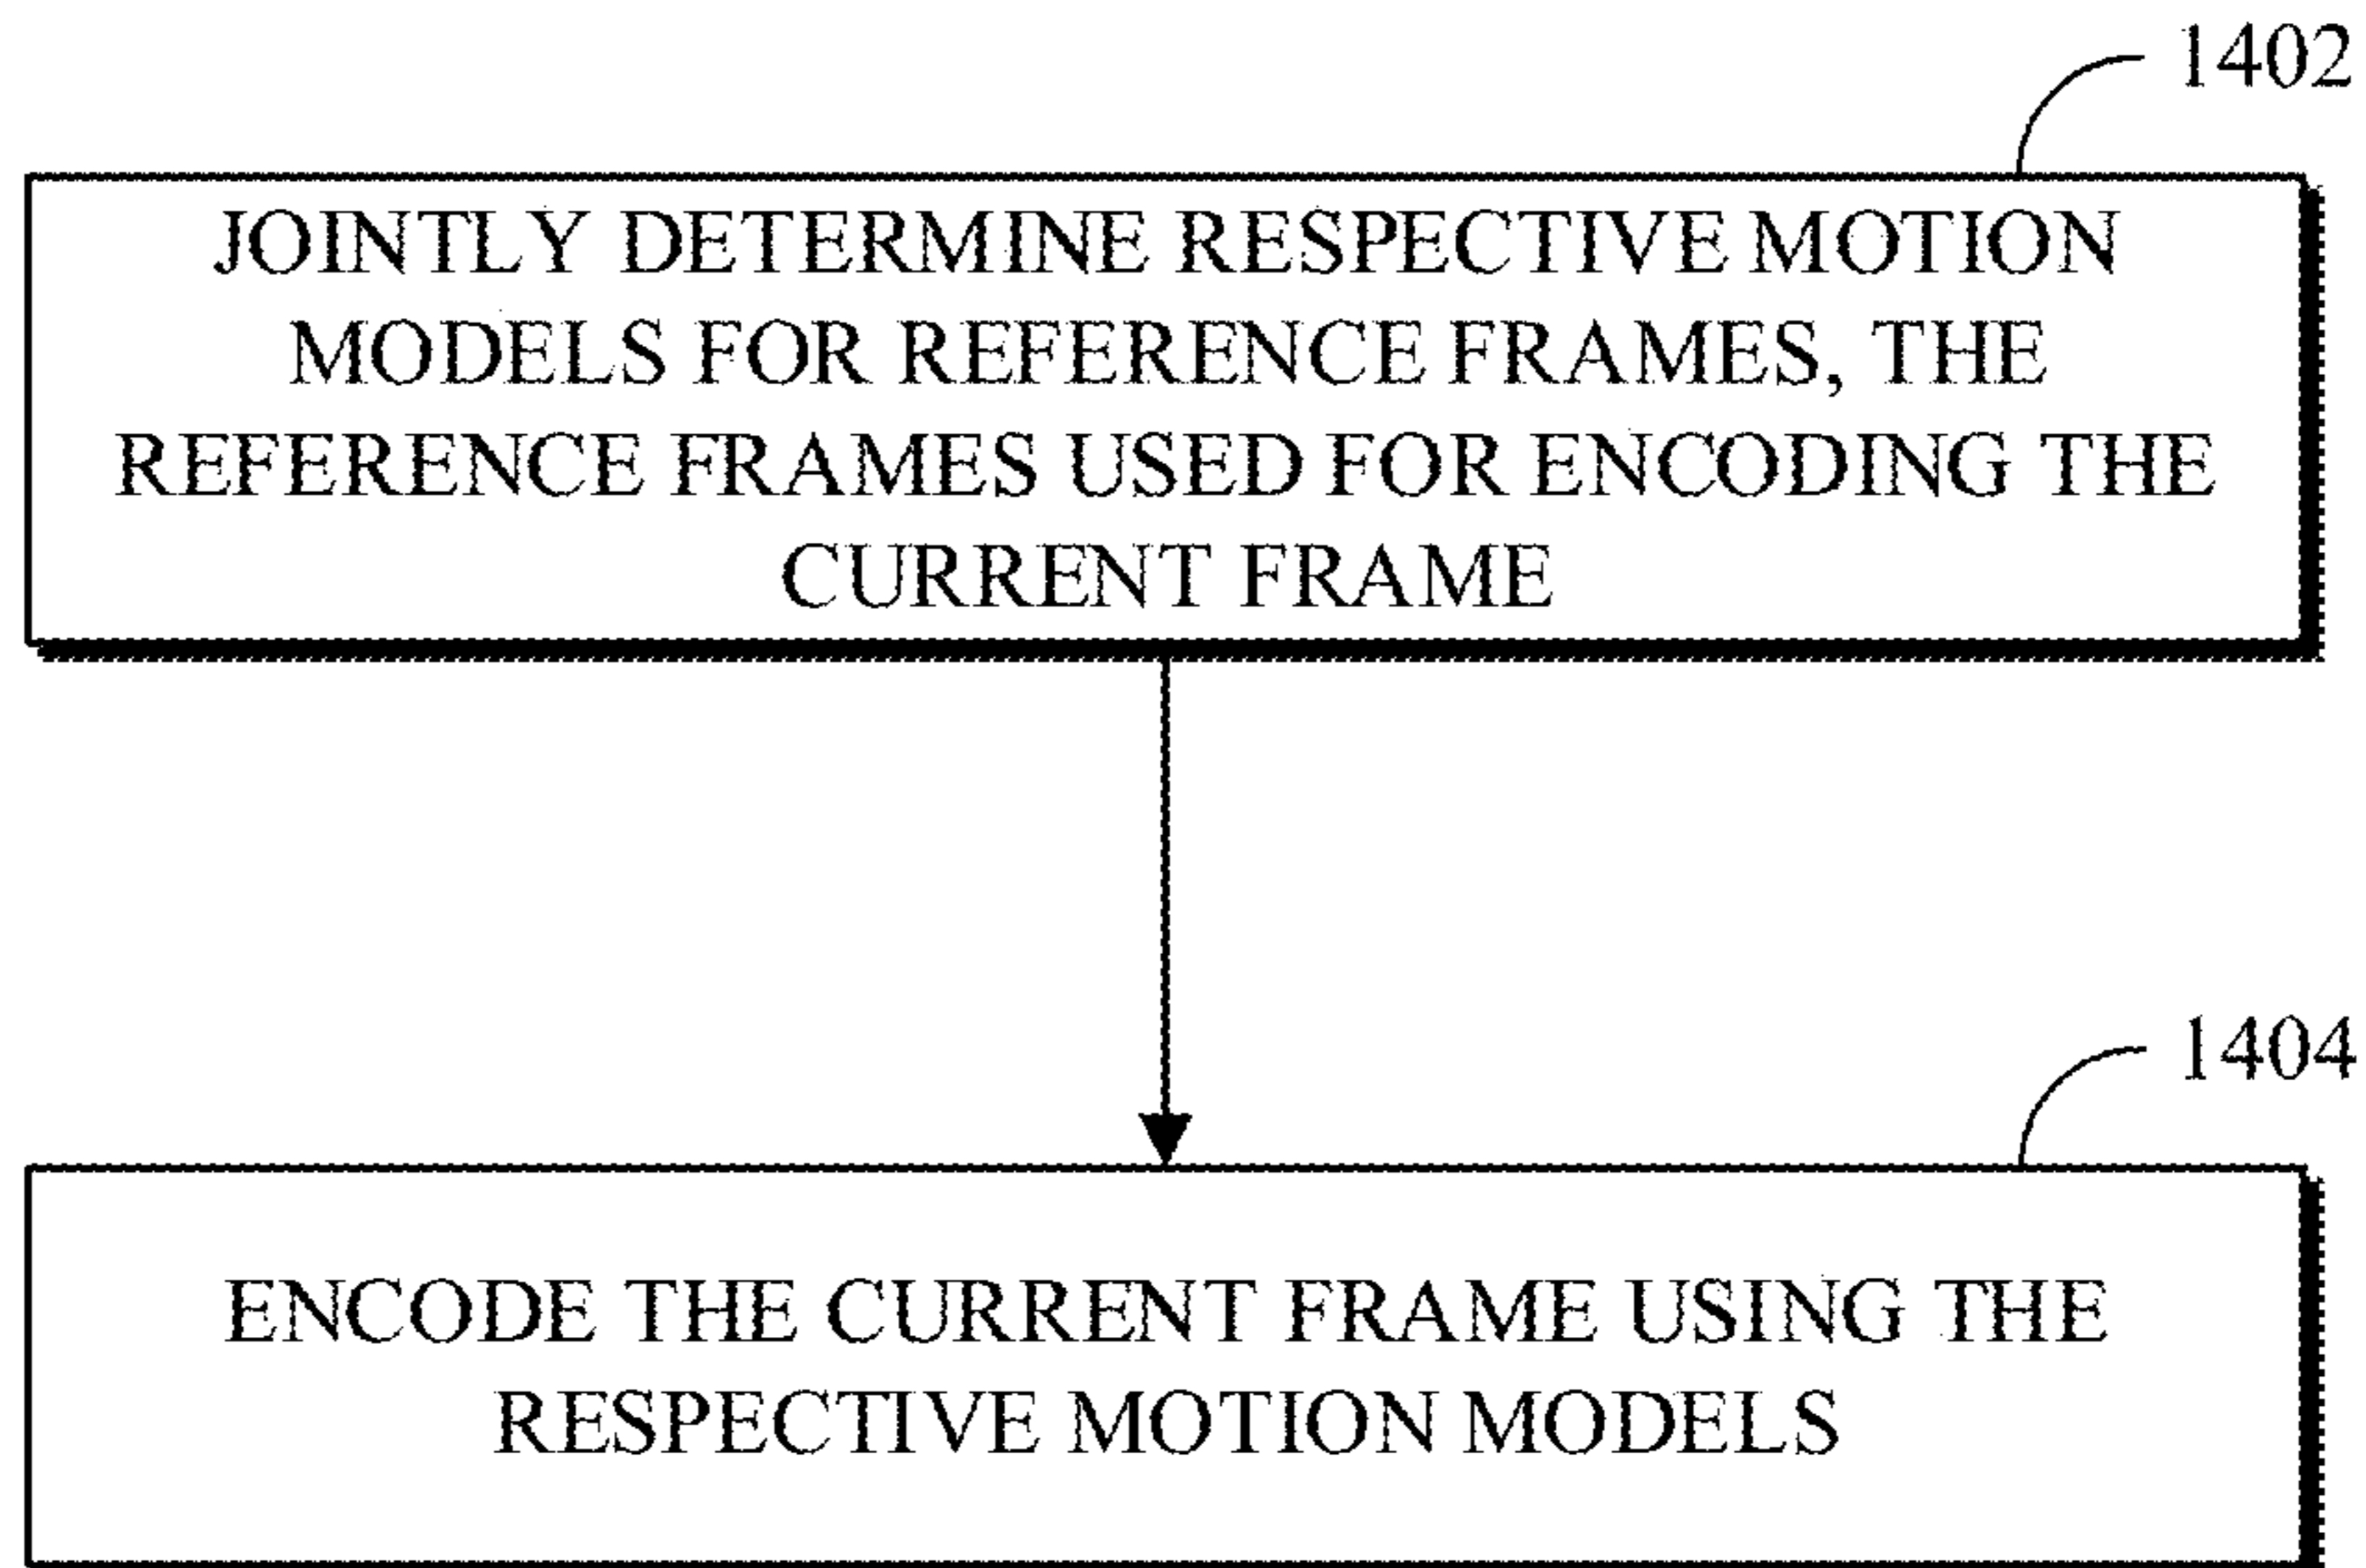 1402
JOINTLY DETERMINE RESPECTIVE MOTION
MODELS FOR REFERENCE FRAMES, THE
REFERENCE FRAMES USED FOR ENCODING THE
CURRENT FRAME
1404
ENCODE THE CURRENT FRAME USING THE
RESPECTIVE MOTION MODELS